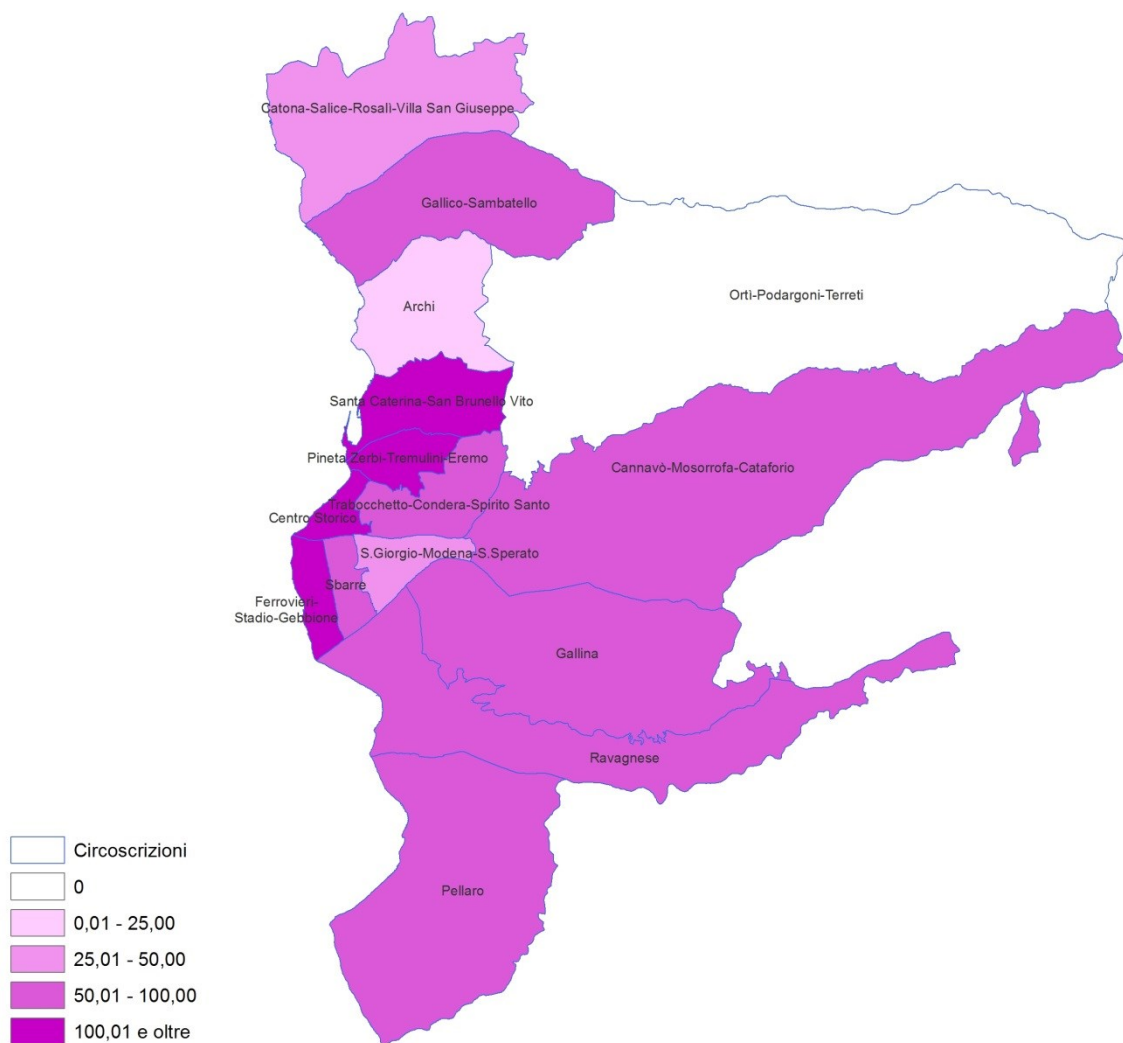 Catona-Salice-Rosalì-Villa San Giuseppe
Gallico-Sambatello
Ortì-Podargoni-Terreti
Archi
Santa Caterina-San Brunello Vito
Pineta Zerbi-Tremulini-Eremo
Cannavò-Mosorrofa-Cataforio
Trabocchetto-Condera-Spirito Santo
Centro Storico
S.Giorgio-Modena-S.Sperato
Sbarre
Ferrovieri-
Stadio-Gebbione
Gallina
Ravagnese
Pellaro
Circoscrizioni
0
0,01 - 25,00
25,01 - 50,00
50,01 - 100,00
100,01 e oltre